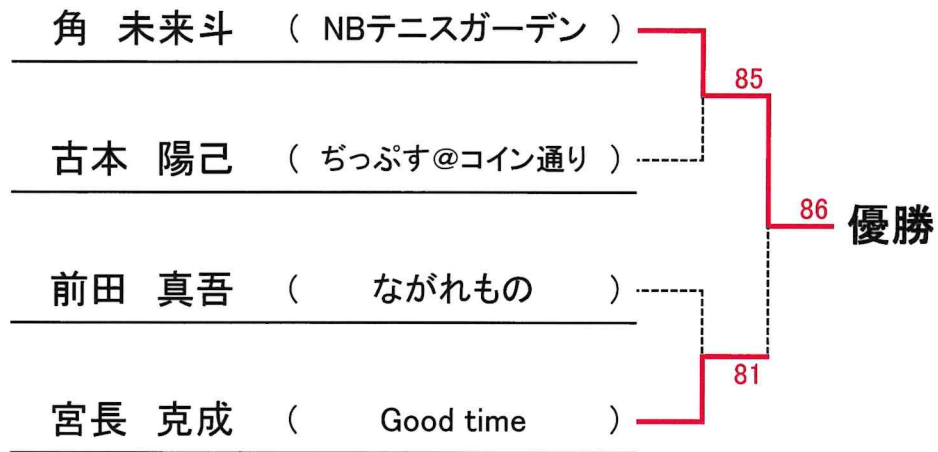 角 未来斗 ( NBテニスガーデン )
85
古本 陽己 ( ぢっぷす@コイン通り )
86 優勝
前田 真吾 ( ながれもの )
81
宮長 克成 ( Good time )